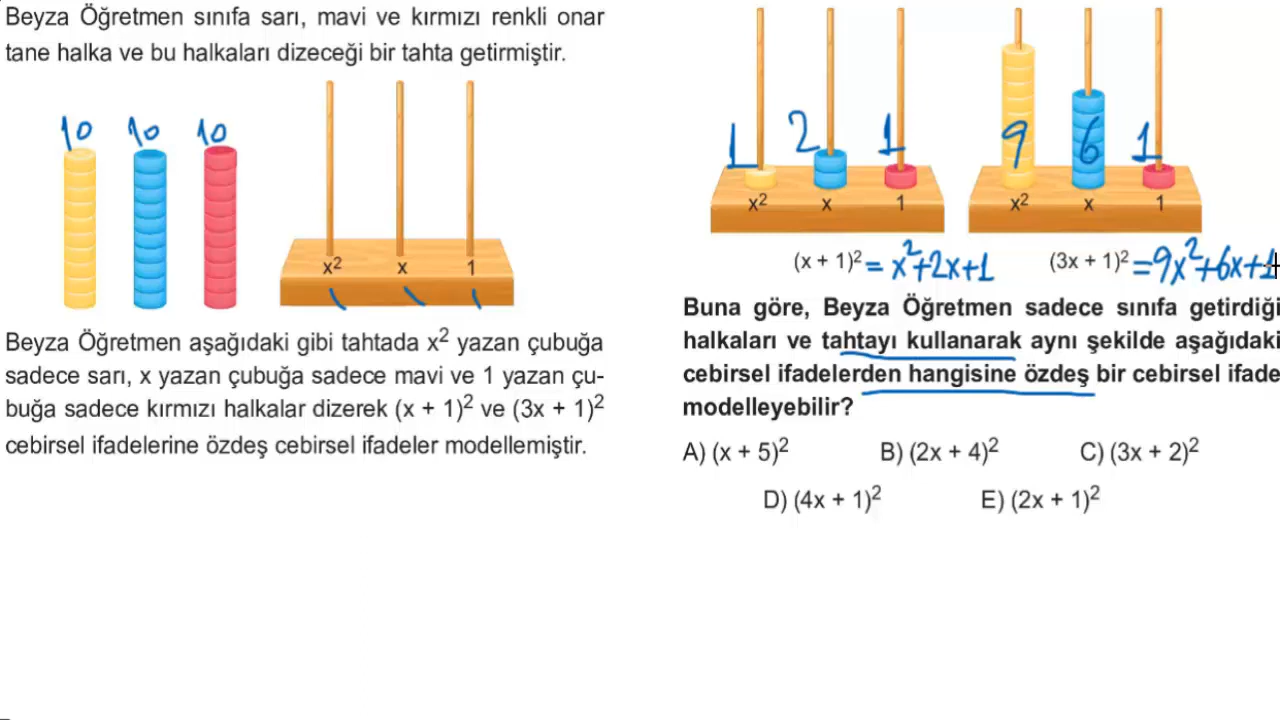 Beyza Öğretmen sınıfa sarı, mavi ve kırmızı renkli onar
tane halka ve bu halkaları dizeceği bir tahta getirmiştir.
10 10 10
x² x 1
Beyza Öğretmen aşağıdaki gibi tahtada x² yazan çubuğa
sadece sarı, x yazan çubuğa sadece mavi ve 1 yazan çu-
buğa sadece kırmızı halkalar dizerek (x + 1)² ve (3x + 1)²
cebirsel ifadelerine özdeş cebirsel ifadeler modellemiştir.
1 2 1 9 6 1
x² x 1 x² x 1
(x + 1)² = x²+2x+1 (3x + 1)² =9x²+6x+1
Buna göre, Beyza Öğretmen sadece sınıfa getirdiği
halkaları ve tahtayı kullanarak aynı şekilde aşağıdaki
cebirsel ifadelerden hangisine özdeş bir cebirsel ifade
modelleyebilir?
A) (x + 5)² B) (2x + 4)² C) (3x + 2)²
D) (4x + 1)² E) (2x + 1)²